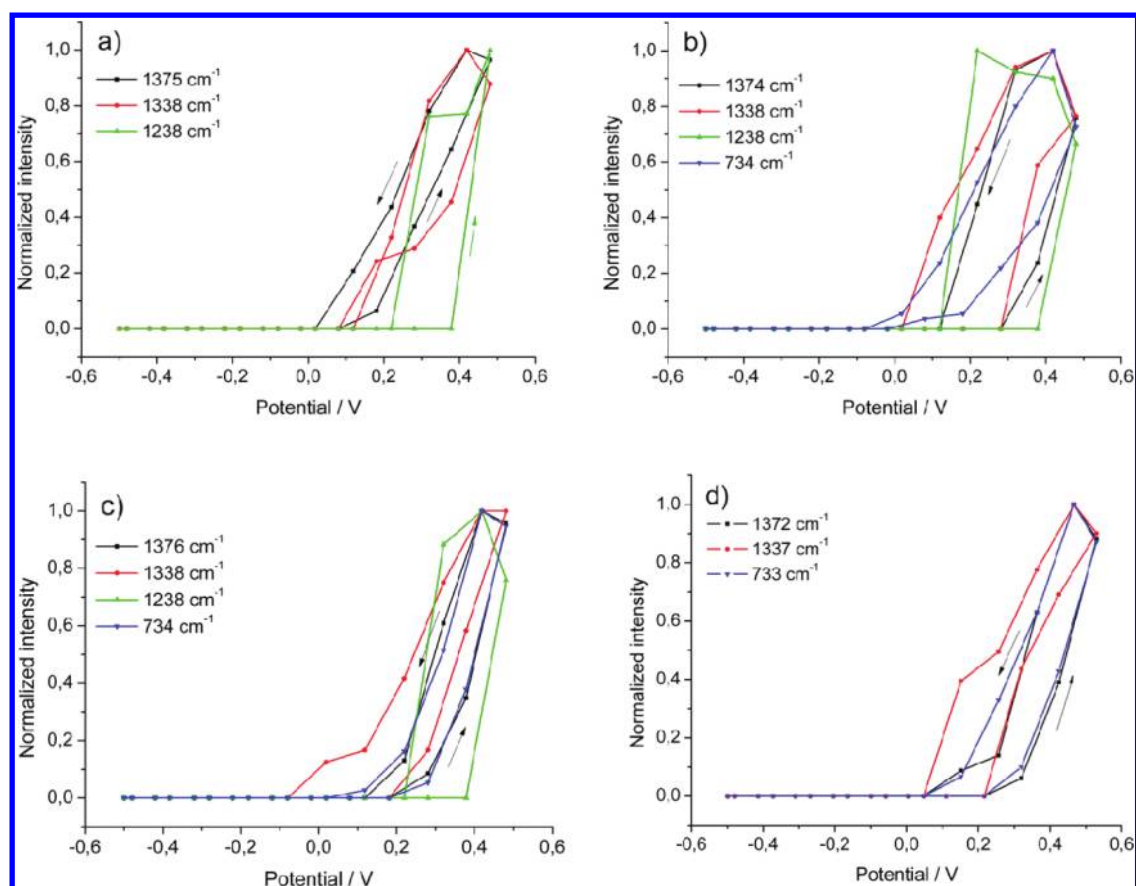 a)
1375 cm⁻¹
1338 cm⁻¹
1238 cm⁻¹
Normalized intensity
1,0
0,8
0,6
0,4
0,2
0,0
-0,6 -0,4 -0,2 0,0 0,2 0,4 0,6
Potential / V
b)
1374 cm⁻¹
1338 cm⁻¹
1238 cm⁻¹
734 cm⁻¹
Normalized intensity
1,0
0,8
0,6
0,4
0,2
0,0
-0,6 -0,4 -0,2 0,0 0,2 0,4 0,6
Potential / V
c)
1376 cm⁻¹
1338 cm⁻¹
1238 cm⁻¹
734 cm⁻¹
Normalized intensity
1,0
0,8
0,6
0,4
0,2
0,0
-0,6 -0,4 -0,2 0,0 0,2 0,4 0,6
Potential / V
d)
1372 cm⁻¹
1337 cm⁻¹
733 cm⁻¹
Normalized intensity
1,0
0,8
0,6
0,4
0,2
0,0
-0,6 -0,4 -0,2 0,0 0,2 0,4 0,6
Potential / V